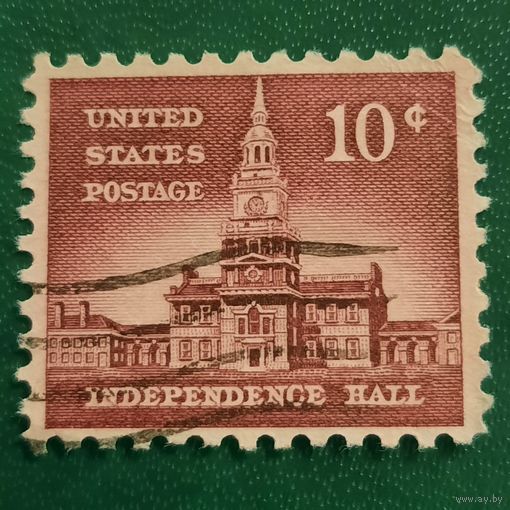 UNITED
STATES
POSTAGE
10¢
INDEPENDENCE HALL
www.ay.by